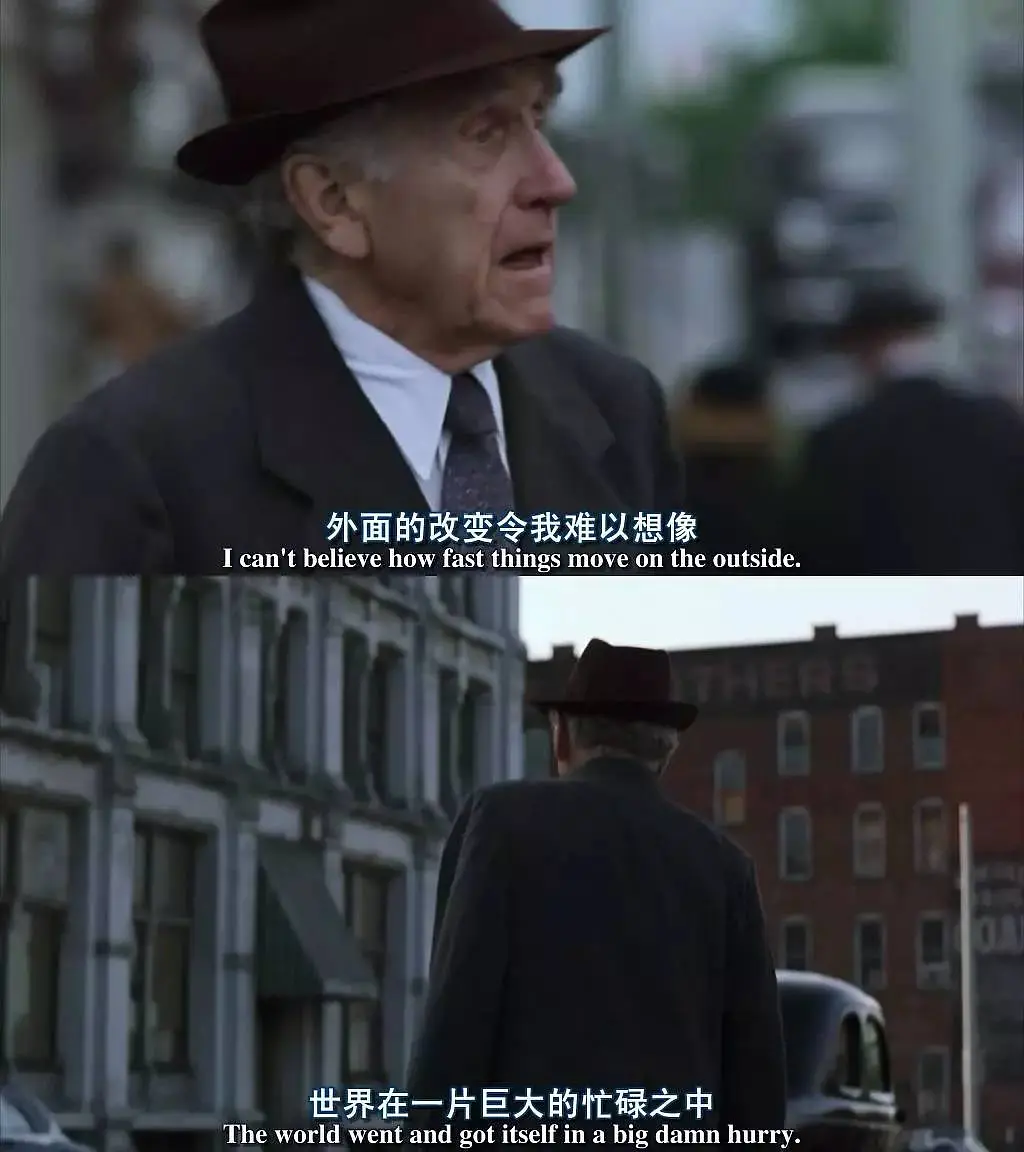 外面的改变令我难以想像
I can't believe how fast things move on the outside.
THERS
世界在一片巨大的忙碌之中
The world went and got itself in a big damn hurry.